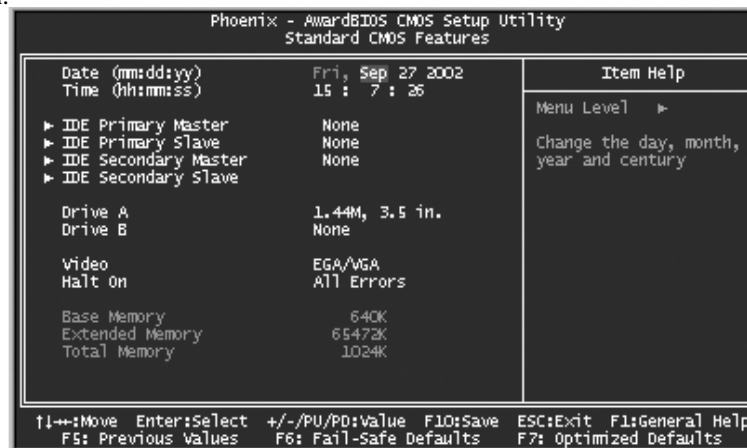 Phoenix - AwardBIOS CMOS Setup Utility
Standard CMOS Features
Date (mm:dd:yy) Fri, Sep 27 2002
Time (hh:mm:ss) 15 : 7 : 26
► IDE Primary Master None
► IDE Primary Slave None
► IDE Secondary Master None
► IDE Secondary Slave
Drive A 1.44M, 3.5 in.
Drive B None
Video EGA/VGA
Halt On All Errors
Base Memory 640K
Extended Memory 65472K
Total Memory 1024K
Item Help
Menu Level ►
Change the day, month,
year and century
↑↓→←:Move Enter:Select +/-/PU/PD:Value F10:Save ESC:Exit F1:General Help
F5: Previous Values F6: Fail-Safe Defaults F7: Optimized Defaults